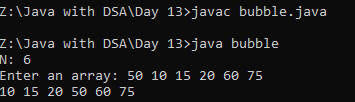 Z:\Java with DSA\Day 13>javac bubble.java
Z:\Java with DSA\Day 13>java bubble
N: 6
Enter an array: 50 10 15 20 60 75
10 15 20 50 60 75